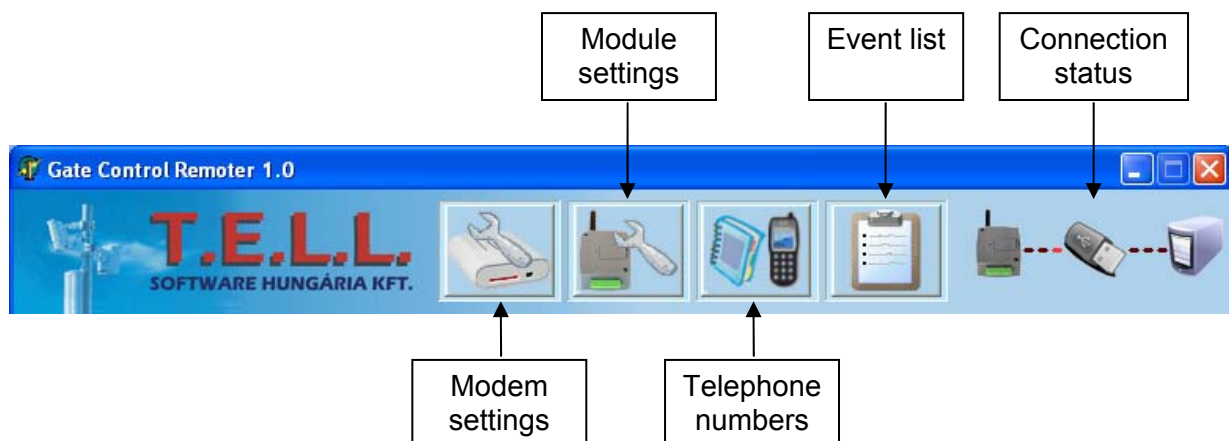 Module
settings
Event list
Connection
status
Gate Control Remoter 1.0
T.E.L.L.
SOFTWARE HUNGÁRIA KFT.
Modem
settings
Telephone
numbers